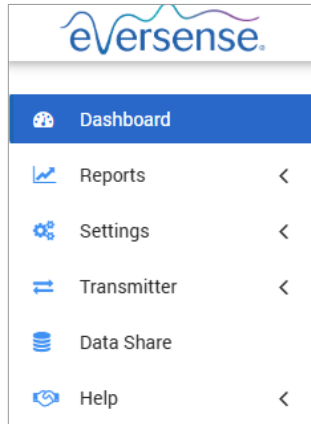 eversense.
Dashboard
Reports
Settings
Transmitter
Data Share
Help